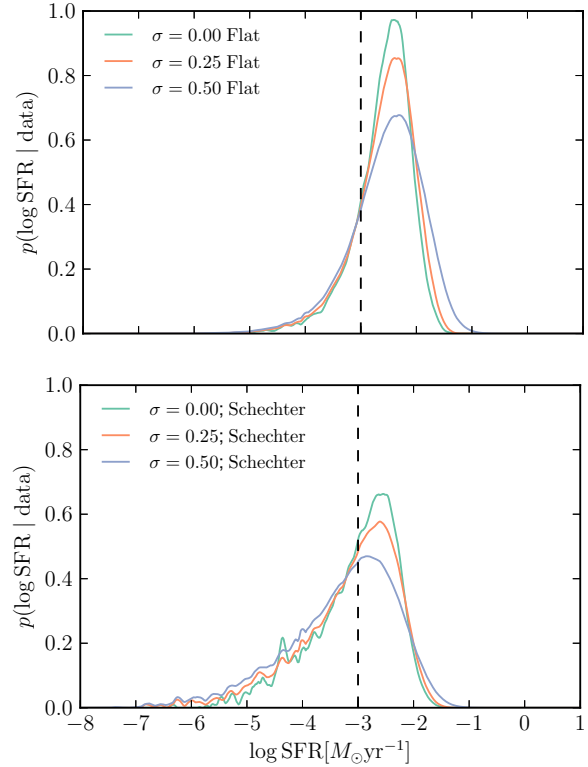 p(log SFR | data)
1.0
0.8
0.6
0.4
0.2
0.0
σ = 0.00 Flat
σ = 0.25 Flat
σ = 0.50 Flat
p(log SFR | data)
1.0
0.8
0.6
0.4
0.2
0.0
σ = 0.00; Schechter
σ = 0.25; Schechter
σ = 0.50; Schechter
−8 −7 −6 −5 −4 −3 −2 −1 0 1
log SFR[M⊙yr⁻¹]